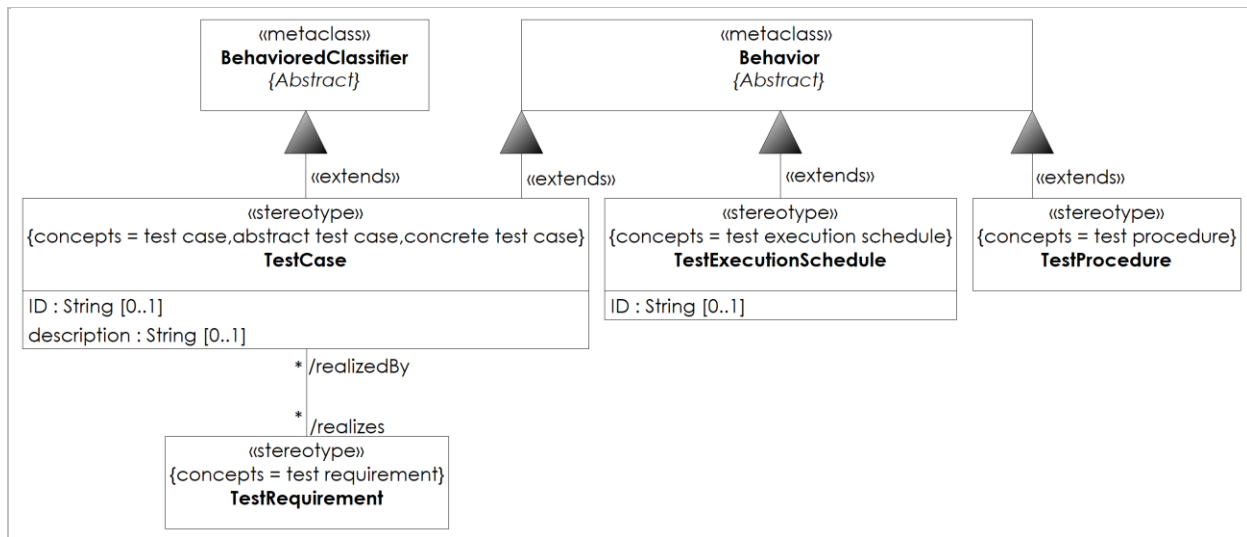 «metaclass»
BehavioredClassifier
{Abstract}
«metaclass»
Behavior
{Abstract}
«extends»
«extends»
«extends»
«extends»
«stereotype»
{concepts = test case,abstract test case,concrete test case}
TestCase
ID : String [0..1]
description : String [0..1]
«stereotype»
{concepts = test execution schedule}
TestExecutionSchedule
ID : String [0..1]
«stereotype»
{concepts = test procedure}
TestProcedure
* /realizedBy
* /realizes
«stereotype»
{concepts = test requirement}
TestRequirement